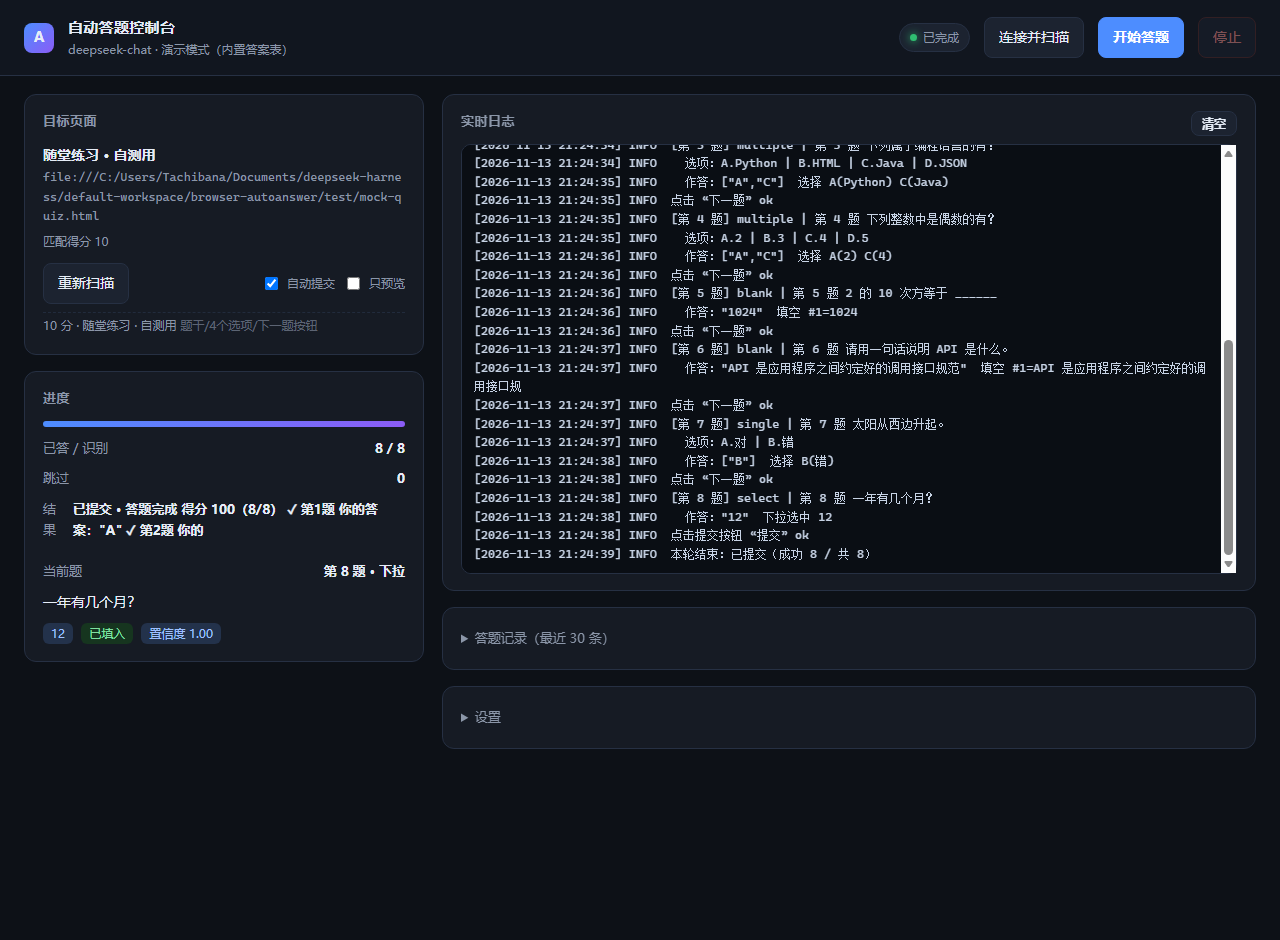 A
自动答题控制台
deepseek-chat · 演示模式（内置答案表）
已完成
连接并扫描
开始答题
停止
目标页面
随堂练习 • 自测用
file:///C:/Users/Tachibana/Documents/deepseek-harne
ss/default-workspace/browser-autoanswer/test/mock-q
uiz.html
匹配得分 10
重新扫描
自动提交
只预览
10 分 · 随堂练习 · 自测用 题干/4个选项/下一题按钮
进度
已答 / 识别
8 / 8
跳过
0
结果
已提交 • 答题完成 得分 100（8/8） ✓ 第1题 你的答
案："A" ✓ 第2题 你的
当前题
第 8 题 • 下拉
一年有几个月？
12
已填入
置信度 1.00
实时日志
清空
[2026-11-13 21:24:34] INFO [第 3 题] multiple | 第 3 题 下列属于编程语言的有？
[2026-11-13 21:24:34] INFO 选项：A.Python | B.HTML | C.Java | D.JSON
[2026-11-13 21:24:35] INFO 作答：["A","C"] 选择 A(Python) C(Java)
[2026-11-13 21:24:35] INFO 点击 “下一题” ok
[2026-11-13 21:24:35] INFO [第 4 题] multiple | 第 4 题 下列整数中是偶数的有？
[2026-11-13 21:24:35] INFO 选项：A.2 | B.3 | C.4 | D.5
[2026-11-13 21:24:36] INFO 作答：["A","C"] 选择 A(2) C(4)
[2026-11-13 21:24:36] INFO 点击 “下一题” ok
[2026-11-13 21:24:36] INFO [第 5 题] blank | 第 5 题 2 的 10 次方等于 ______
[2026-11-13 21:24:36] INFO 作答："1024" 填空 #1=1024
[2026-11-13 21:24:36] INFO 点击 “下一题” ok
[2026-11-13 21:24:37] INFO [第 6 题] blank | 第 6 题 请用一句话说明 API 是什么。
[2026-11-13 21:24:37] INFO 作答："API 是应用程序之间约定好的调用接口规范" 填空 #1=API 是应用程序之间约定好的调
用接口规
[2026-11-13 21:24:37] INFO 点击 “下一题” ok
[2026-11-13 21:24:37] INFO [第 7 题] single | 第 7 题 太阳从西边升起。
[2026-11-13 21:24:37] INFO 选项：A.对 | B.错
[2026-11-13 21:24:38] INFO 作答：["B"] 选择 B(错)
[2026-11-13 21:24:38] INFO 点击 “下一题” ok
[2026-11-13 21:24:38] INFO [第 8 题] select | 第 8 题 一年有几个月？
[2026-11-13 21:24:38] INFO 作答："12" 下拉选中 12
[2026-11-13 21:24:38] INFO 点击提交按钮 “提交” ok
[2026-11-13 21:24:39] INFO 本轮结束：已提交（成功 8 / 共 8）
答题记录（最近 30 条）
设置